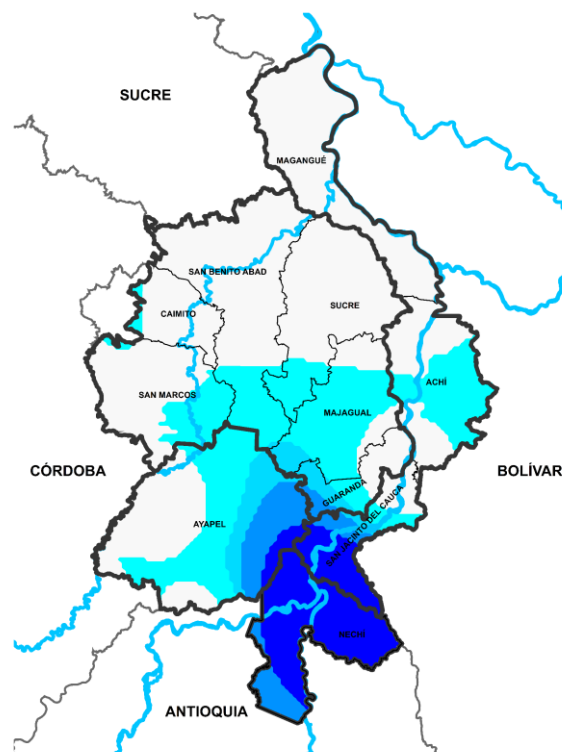 SUCRE
MAGANGUÉ
SAN BENITO ABAD
SUCRE
CAIMITO
ACHÍ
SAN MARCOS
MAJAGUAL
CÓRDOBA
BOLÍVAR
GUARANDA
AYAPEL
SAN JACINTO DEL CAUCA
NECHÍ
ANTIOQUIA